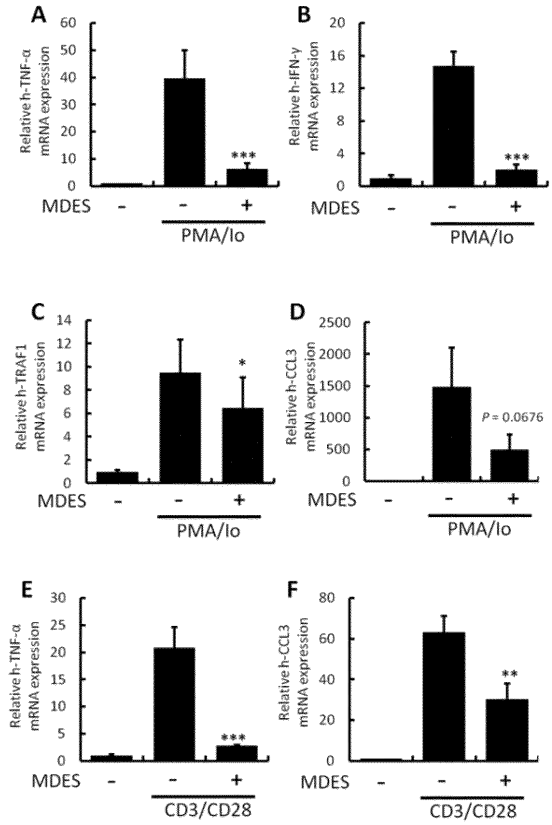 A
Relative h-TNF-α
mRNA expression
60
50
40
30
20
10
0
***
MDES - - +
PMA/Io
B
Relative h-IFN-γ
mRNA expression
20
16
12
8
4
0
***
MDES - - +
PMA/Io
C
Relative h-TRAF1
mRNA expression
14
12
10
8
6
4
2
0
*
MDES - - +
PMA/Io
D
Relative h-CCL3
mRNA expression
2500
2000
1500
1000
500
0
P = 0.0676
MDES - - +
PMA/Io
E
Relative h-TNF-α
mRNA expression
30
25
20
15
10
5
0
***
MDES - - +
CD3/CD28
F
Relative h-CCL3
mRNA expression
80
60
40
20
0
**
MDES - - +
CD3/CD28